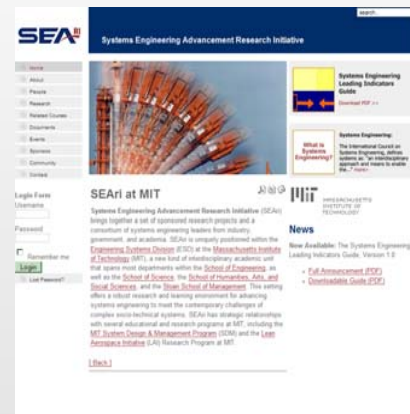 search...
SEAri
Systems Engineering Advancement Research Initiative
Home
About
People
Research
Related Courses
Documents
Events
Sponsors
Community
Contact
Login Form
Username
Password
Remember me
Login
Lost Password?
SEAri at MIT
Systems Engineering Advancement Research Initiative (SEAri)
brings together a set of sponsored research projects and a
consortium of systems engineering leaders from industry,
government, and academia. SEAri is uniquely positioned within the
Engineering Systems Division (ESD) at the Massachusetts Institute
of Technology (MIT), a new kind of interdisciplinary academic unit
that spans most departments within the School of Engineering, as
well as the School of Science, the School of Humanities, Arts, and
Social Sciences, and the Sloan School of Management. This setting
offers a robust research and learning environment for advancing
systems engineering to meet the contemporary challenges of
complex socio-technical systems. SEAri has strategic relationships
with several educational and research programs at MIT, including the
MIT System Design & Management Program (SDM) and the Lean
Aerospace Initiative (LAI) Research Program at MIT.
[ Back ]
Systems Engineering
Leading Indicators
Guide
Download PDF >>
What is
Systems
Engineering?
Systems Engineering:
The International Council on
Systems Engineering, defines
systems as: "an interdisciplinary
approach and means to enable
the..." more>
MASSACHUSETTS
INSTITUTE OF
TECHNOLOGY
News
Now Available: The Systems Engineering
Leading Indicators Guide, Version 1.0
Full Announcement (PDF)
Downloadable Guide (PDF)